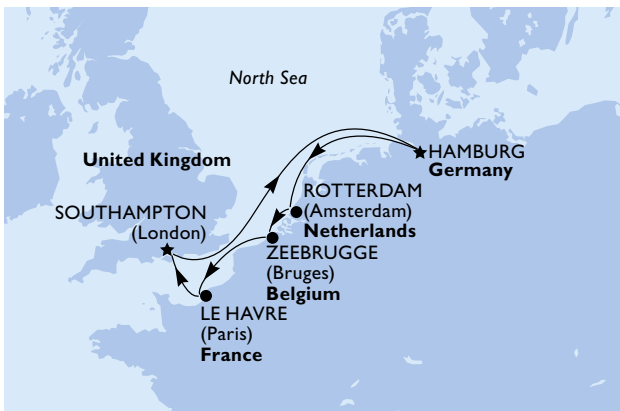 North Sea
United Kingdom
HAMBURG
Germany
ROTTERDAM
(Amsterdam)
Netherlands
SOUTHAMPTON
(London)
ZEEBRUGGE
(Bruges)
Belgium
LE HAVRE
(Paris)
France